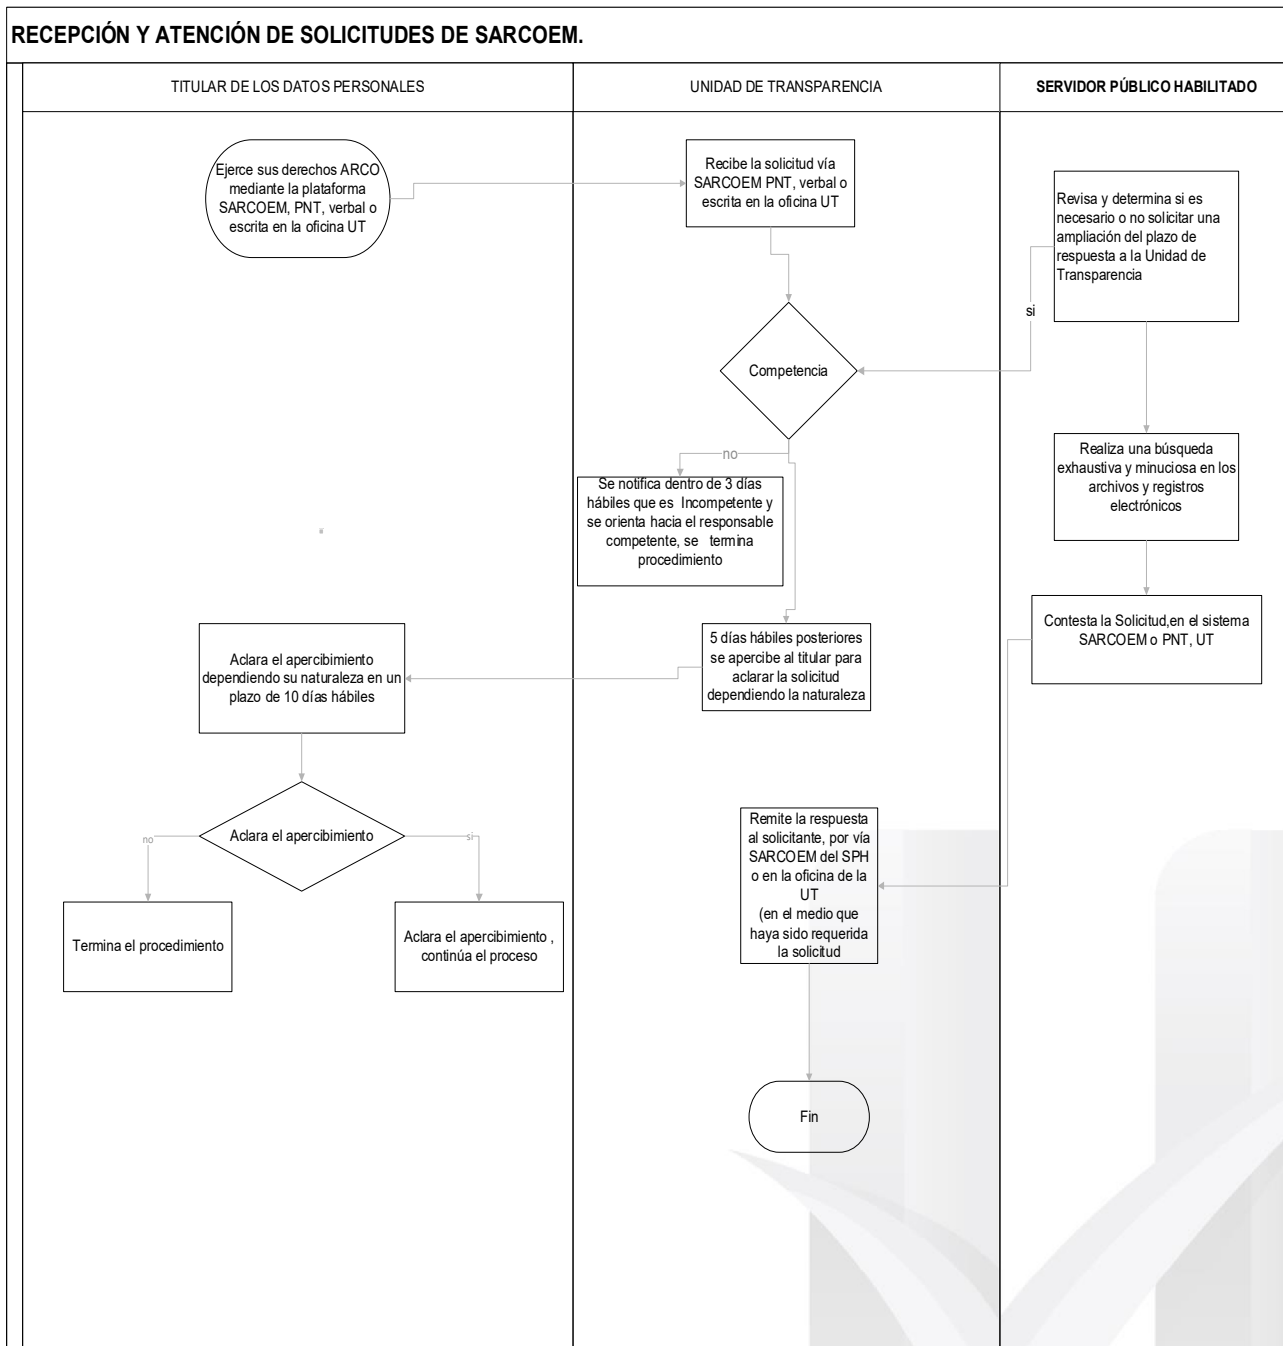 RECEPCIÓN Y ATENCIÓN DE SOLICITUDES DE SARCOEM.
TITULAR DE LOS DATOS PERSONALES
UNIDAD DE TRANSPARENCIA
SERVIDOR PÚBLICO HABILITADO
Ejerce sus derechos ARCO
mediante la plataforma
SARCOEM, PNT, verbal o
escrita en la oficina UT
Recibe la solicitud vía
SARCOEM PNT, verbal o
escrita en la oficina UT
Revisa y determina si es
necesario o no solicitar una
ampliación del plazo de
respuesta a la Unidad de
Transparencia
si
Competencia
no
Se notifica dentro de 3 días
hábiles que es Incompetente y
se orienta hacia el responsable
competente, se termina
procedimiento
Realiza una búsqueda
exhaustiva y minuciosa en los
archivos y registros
electrónicos
Contesta la Solicitud,en el sistema
SARCOEM o PNT, UT
5 días hábiles posteriores
se apercibe al titular para
aclarar la solicitud
dependiendo la naturaleza
Aclara el apercibimiento
dependiendo su naturaleza en un
plazo de 10 días hábiles
Aclara el apercibimiento
no
si
Termina el procedimiento
Aclara el apercibimiento ,
continúa el proceso
Remite la respuesta
al solicitante, por vía
SARCOEM del SPH
o en la oficina de la
UT
(en el medio que
haya sido requerida
la solicitud
Fin